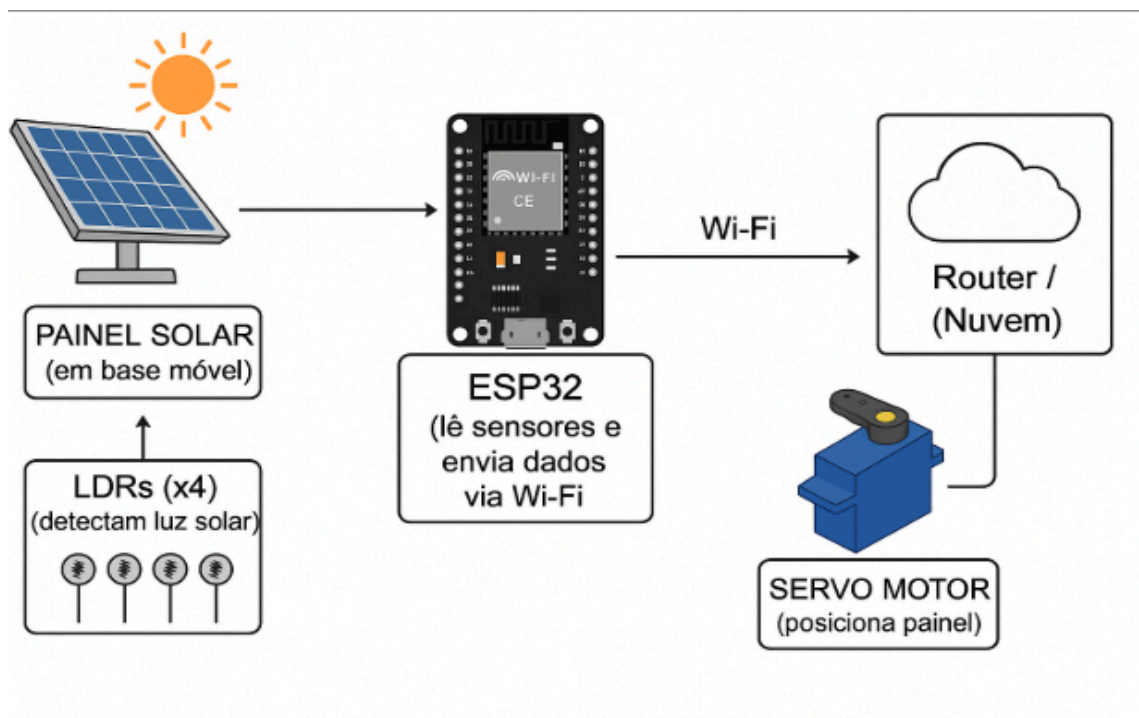 PAINEL SOLAR
(em base móvel)
LDRs (x4)
(detectam luz solar)
WI-FI
CE
ESP32
(lê sensores e
envia dados
via Wi-Fi
Wi-Fi
Router /
(Nuvem)
SERVO MOTOR
(posiciona painel)